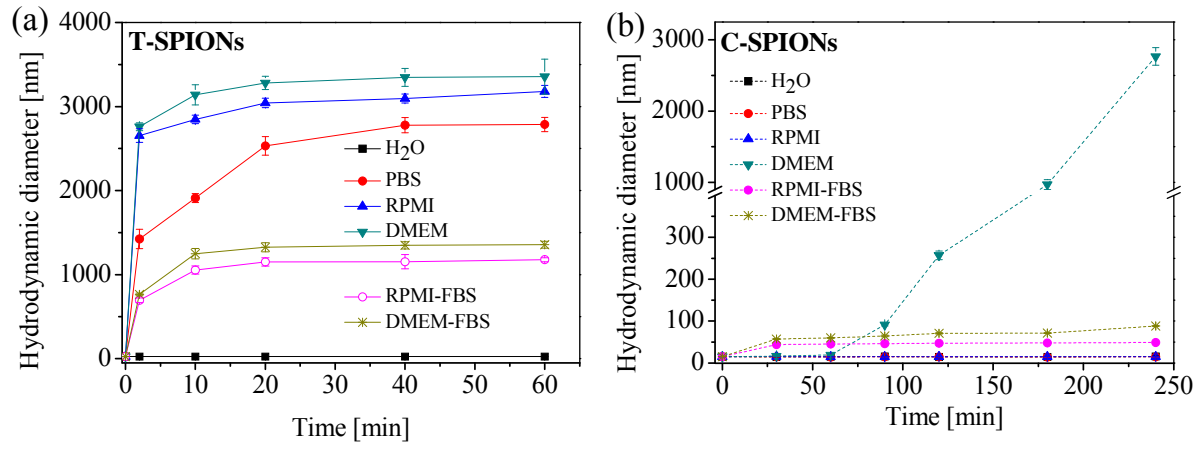 (a)
T-SPIONs
Hydrodynamic diameter [nm]
4000
3000
2000
1000
0
H₂O
PBS
RPMI
DMEM
RPMI-FBS
DMEM-FBS
0 10 20 30 40 50 60
Time [min]
(b)
C-SPIONs
Hydrodynamic diameter [nm]
3000
2000
1000
300
200
100
0
H₂O
PBS
RPMI
DMEM
RPMI-FBS
DMEM-FBS
0 50 100 150 200 250
Time [min]